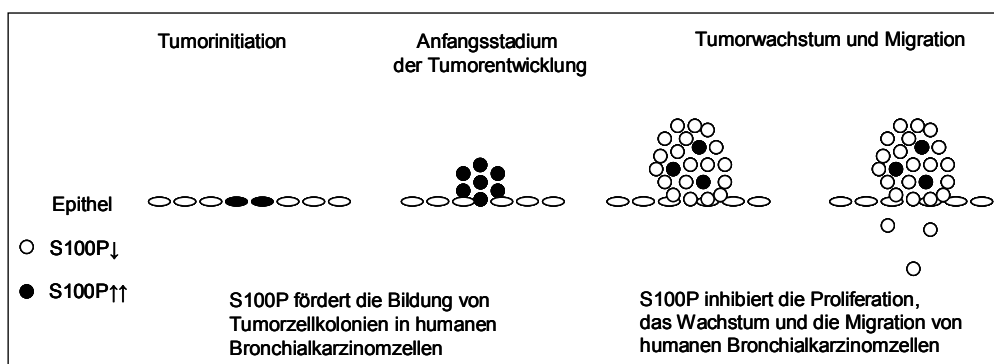 Tumorinitiation
Anfangsstadium
der Tumorentwicklung
Tumorwachstum und Migration
Epithel
S100P↓
S100P↑↑
S100P fördert die Bildung von
Tumorzellkolonien in humanen
Bronchialkarzinomzellen
S100P inhibiert die Proliferation,
das Wachstum und die Migration von
humanen Bronchialkarzinomzellen